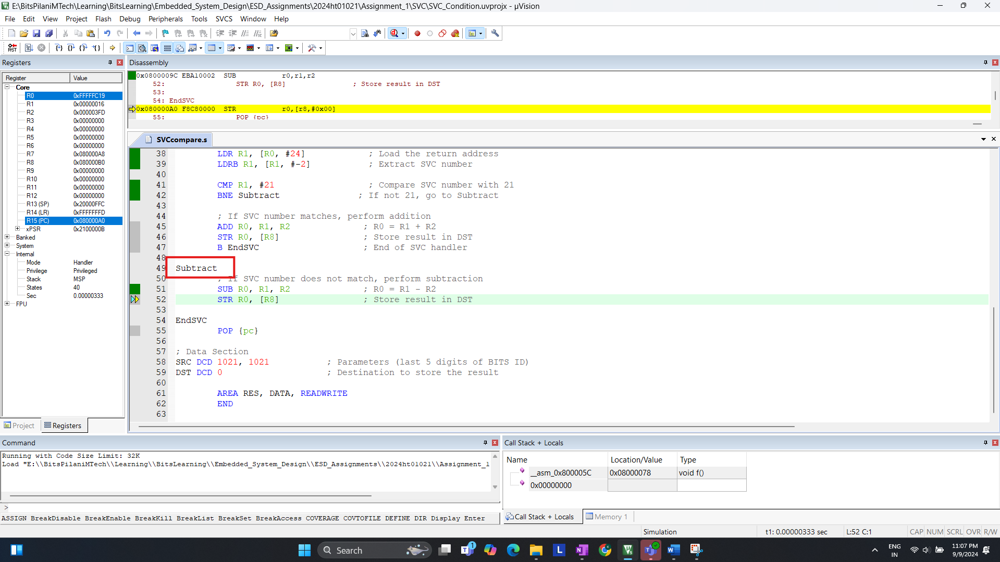 E:\BitsPilaniMTech\Learning\BitsLearning\Embedded_System_Design\ESD_Assignments\2024ht01021\Assignment_1\SVC\SVC_Condition.uvprojx - µVision
File Edit View Project Flash Debug Peripherals Tools SVCS Window Help
Registers
Register Value
Core
R0 0xFFFFFC19
R1 0x00000016
R2 0x000003FD
R3 0x00000000
R4 0x00000000
R5 0x00000000
R6 0x00000000
R7 0x080000A8
R8 0x080000B0
R9 0x00000000
R10 0x00000000
R11 0x00000000
R12 0x00000000
R13 (SP) 0x20000FFC
R14 (LR) 0xFFFFFFFD
R15 (PC) 0x080000A0
xPSR 0x2100000B
Banked
System
Internal
Mode Handler
Privilege Privileged
Stack MSP
States 40
Sec 0.00000333
FPU
Project Registers
Disassembly
0x0800009C EBA10002 SUB r0,r1,r2
52: STR R0, [R8] ; Store result in DST
53:
54: EndSVC
0x080000A0 F8C80000 STR r0,[r8,#0x00]
55: POP {pc}
SVCcompare.s
38 LDR R1, [R0, #24] ; Load the return address
39 LDRB R1, [R1, #-2] ; Extract SVC number
40
41 CMP R1, #21 ; Compare SVC number with 21
42 BNE Subtract ; If not 21, go to Subtract
43
44 ; If SVC number matches, perform addition
45 ADD R0, R1, R2 ; R0 = R1 + R2
46 STR R0, [R8] ; Store result in DST
47 B EndSVC ; End of SVC handler
48
49 Subtract
50 ; If SVC number does not match, perform subtraction
51 SUB R0, R1, R2 ; R0 = R1 - R2
52 STR R0, [R8] ; Store result in DST
53
54 EndSVC
55 POP {pc}
56
57 ; Data Section
58 SRC DCD 1021, 1021 ; Parameters (last 5 digits of BITS ID)
59 DST DCD 0 ; Destination to store the result
60
61 AREA RES, DATA, READWRITE
62 END
63
Command
Running with Code Size Limit: 32K
Load "E:\\BitsPilaniMTech\\Learning\\BitsLearning\\Embedded_System_Design\\ESD_Assignments\\2024ht01021\\Assignment_1
>
ASSIGN BreakDisable BreakEnable BreakKill BreakList BreakSet BreakAccess COVERAGE COVTOFILE DEFINE DIR Display Enter
Call Stack + Locals
Name Location/Value Type
__asm_0x800005C 0x08000078 void f()
0x00000000
Call Stack + Locals Memory 1
Simulation t1: 0.00000333 sec L:52 C:1 CAP NUM SCRL OVR R/W
Search
1
ENG
IN
11:07 PM
9/9/2024